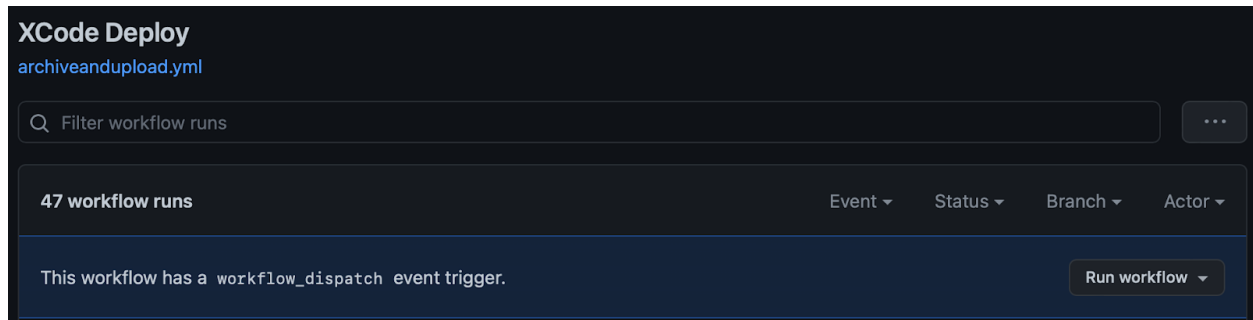 XCode Deploy
archiveandupload.yml
Filter workflow runs
47 workflow runs Event Status Branch Actor
This workflow has a workflow_dispatch event trigger. Run workflow